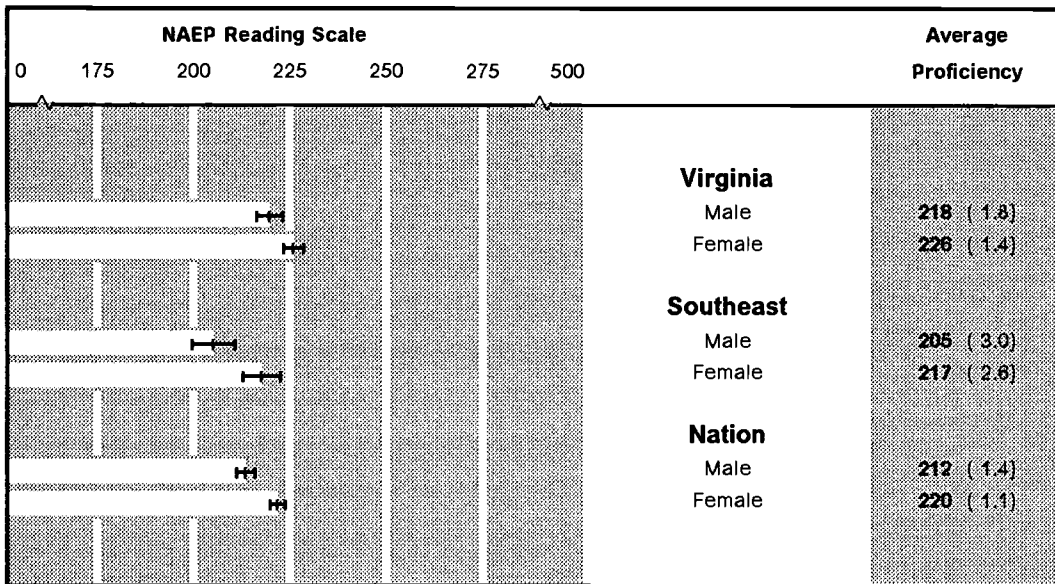 NAEP Reading Scale
Average
0 175 200 225 250 275 500
Proficiency
Virginia
Male 218 ( 1.8)
Female 226 ( 1.4)
Southeast
Male 205 ( 3.0)
Female 217 ( 2.6)
Nation
Male 212 ( 1.4)
Female 220 ( 1.1)